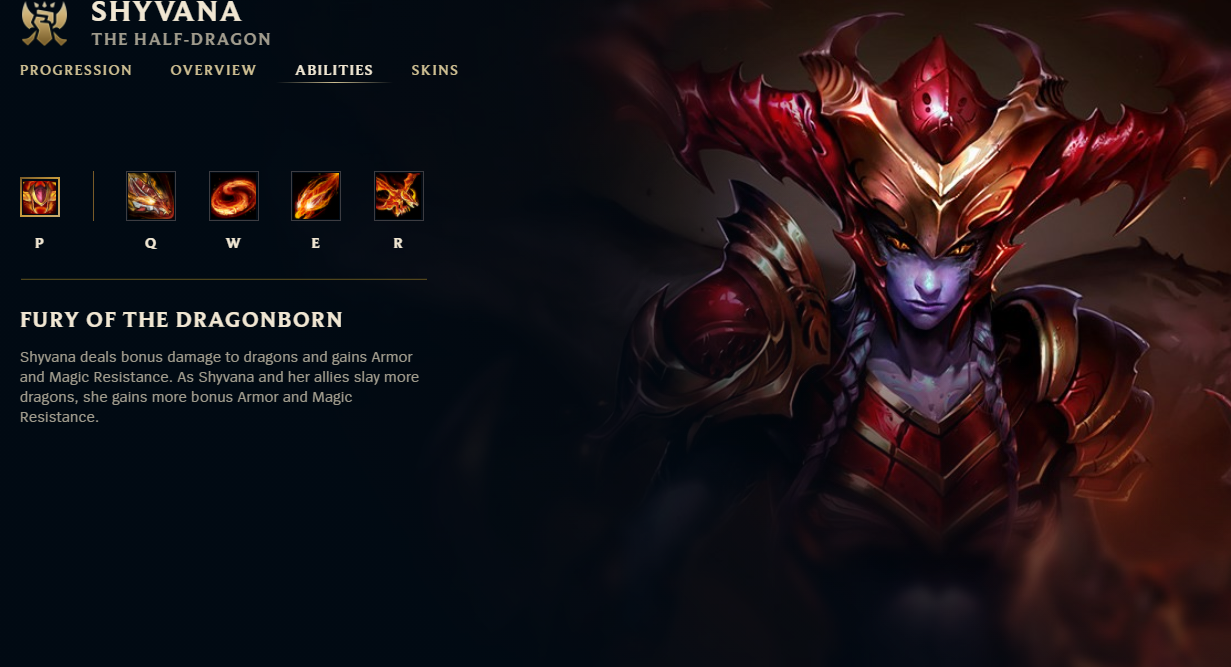 SHYVANA
THE HALF-DRAGON
PROGRESSION OVERVIEW ABILITIES SKINS
P Q W E R
FURY OF THE DRAGONBORN
Shyvana deals bonus damage to dragons and gains Armor
and Magic Resistance. As Shyvana and her allies slay more
dragons, she gains more bonus Armor and Magic
Resistance.